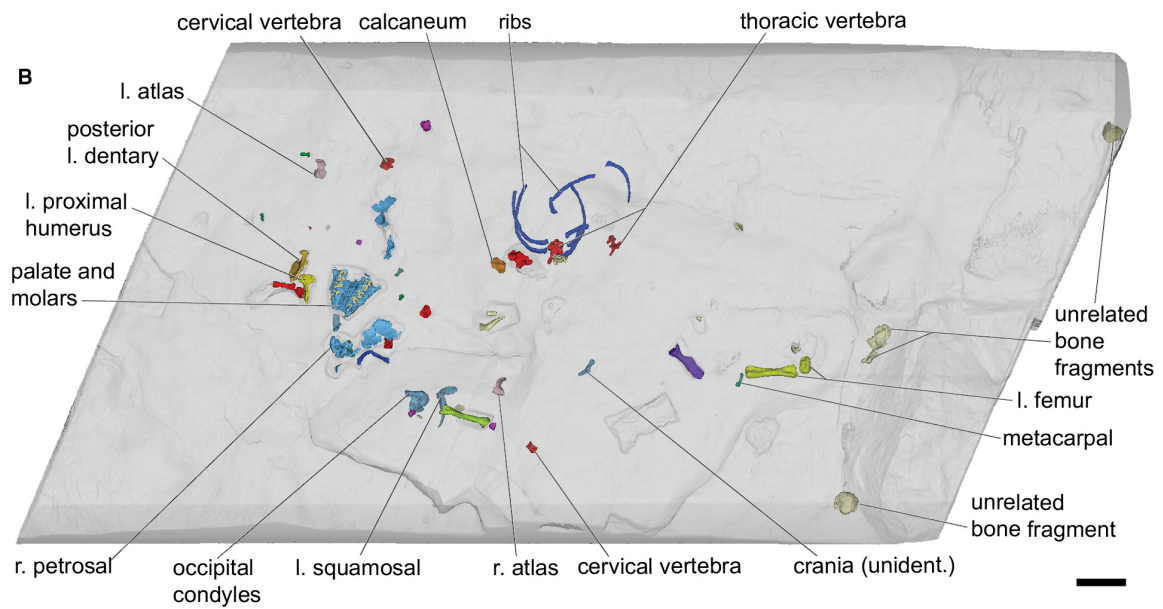 cervical vertebra calcaneum ribs thoracic vertebra
B
l. atlas
posterior
l. dentary
l. proximal
humerus
palate and
molars
unrelated
bone
fragments
l. femur
metacarpal
unrelated
bone fragment
r. petrosal
occipital
condyles
l. squamosal
r. atlas
cervical vertebra
crania (unident.)